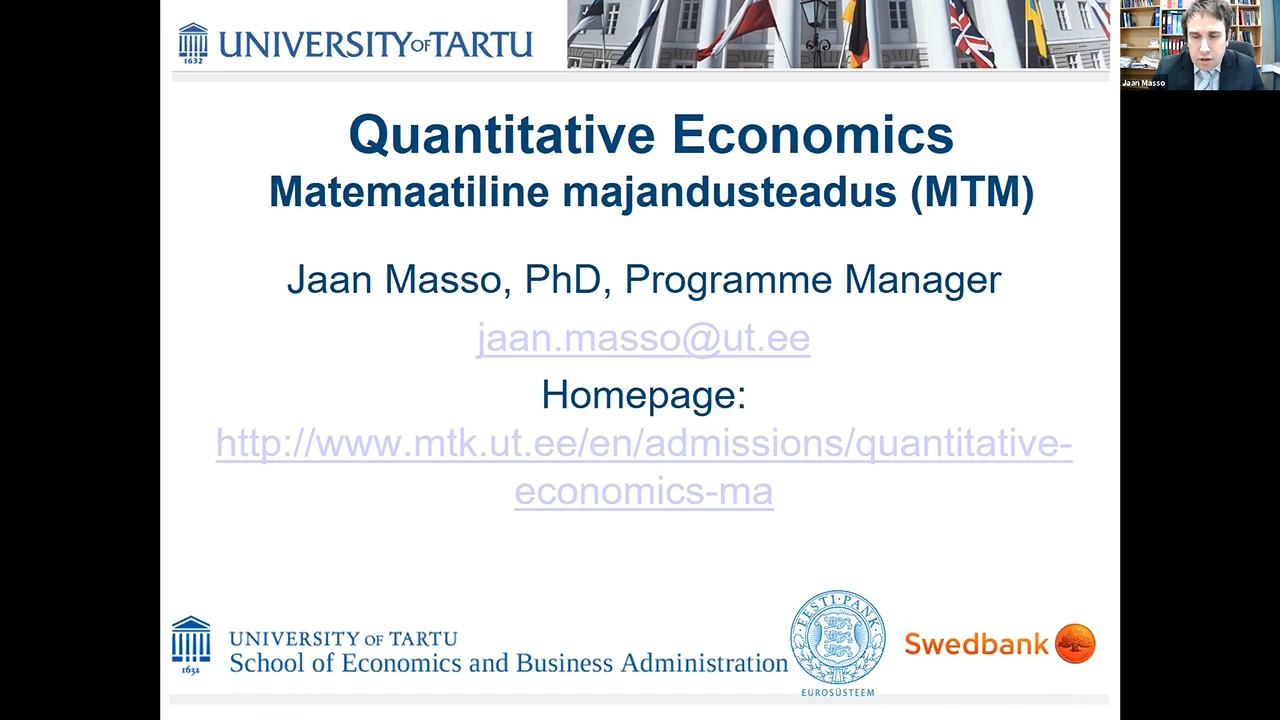 1632
UNIVERSITY OF TARTU
Jaan Masso
Quantitative Economics
Matemaatiline majandusteadus (MTM)
Jaan Masso, PhD, Programme Manager
jaan.masso@ut.ee
Homepage:
http://www.mtk.ut.ee/en/admissions/quantitative-
economics-ma
1632
UNIVERSITY OF TARTU
School of Economics and Business Administration
EESTI PANK
EUROSÜSTEEM
Swedbank